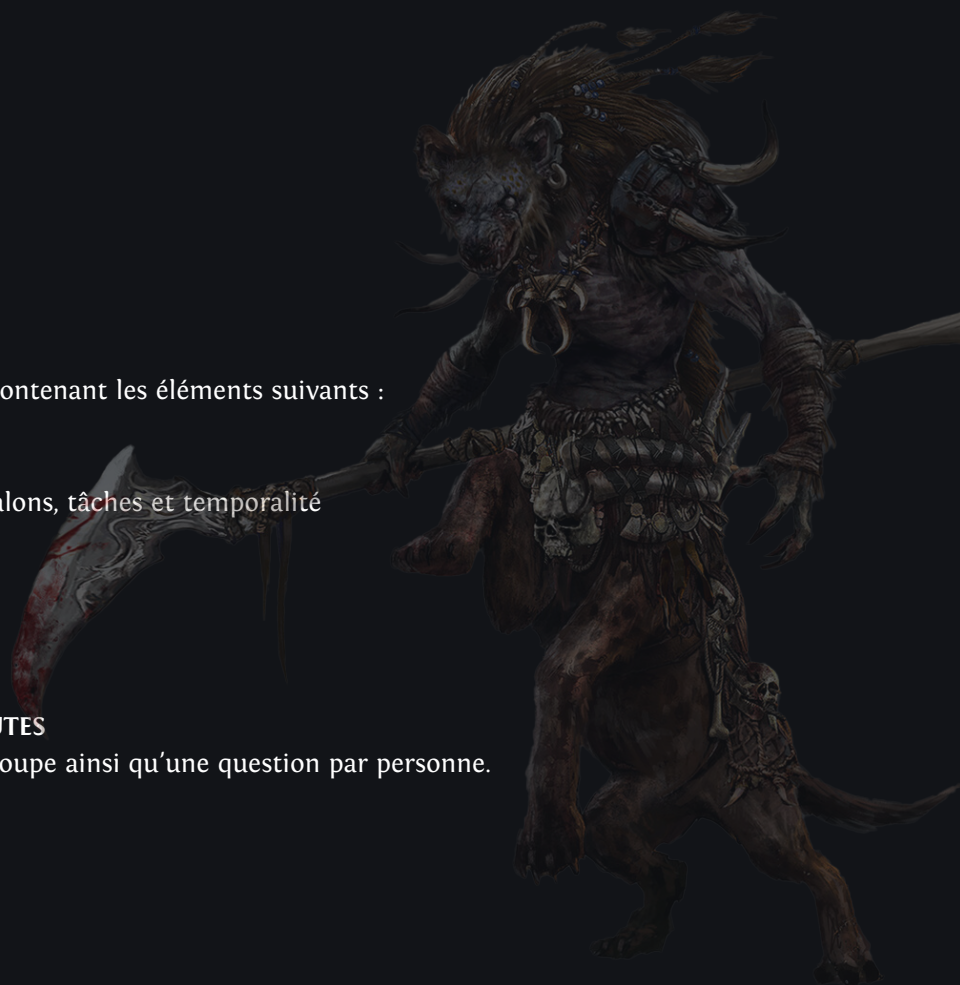 ontenant les éléments suivants :
alons, tâches et temporalité
UTES
oupe ainsi qu'une question par personne.